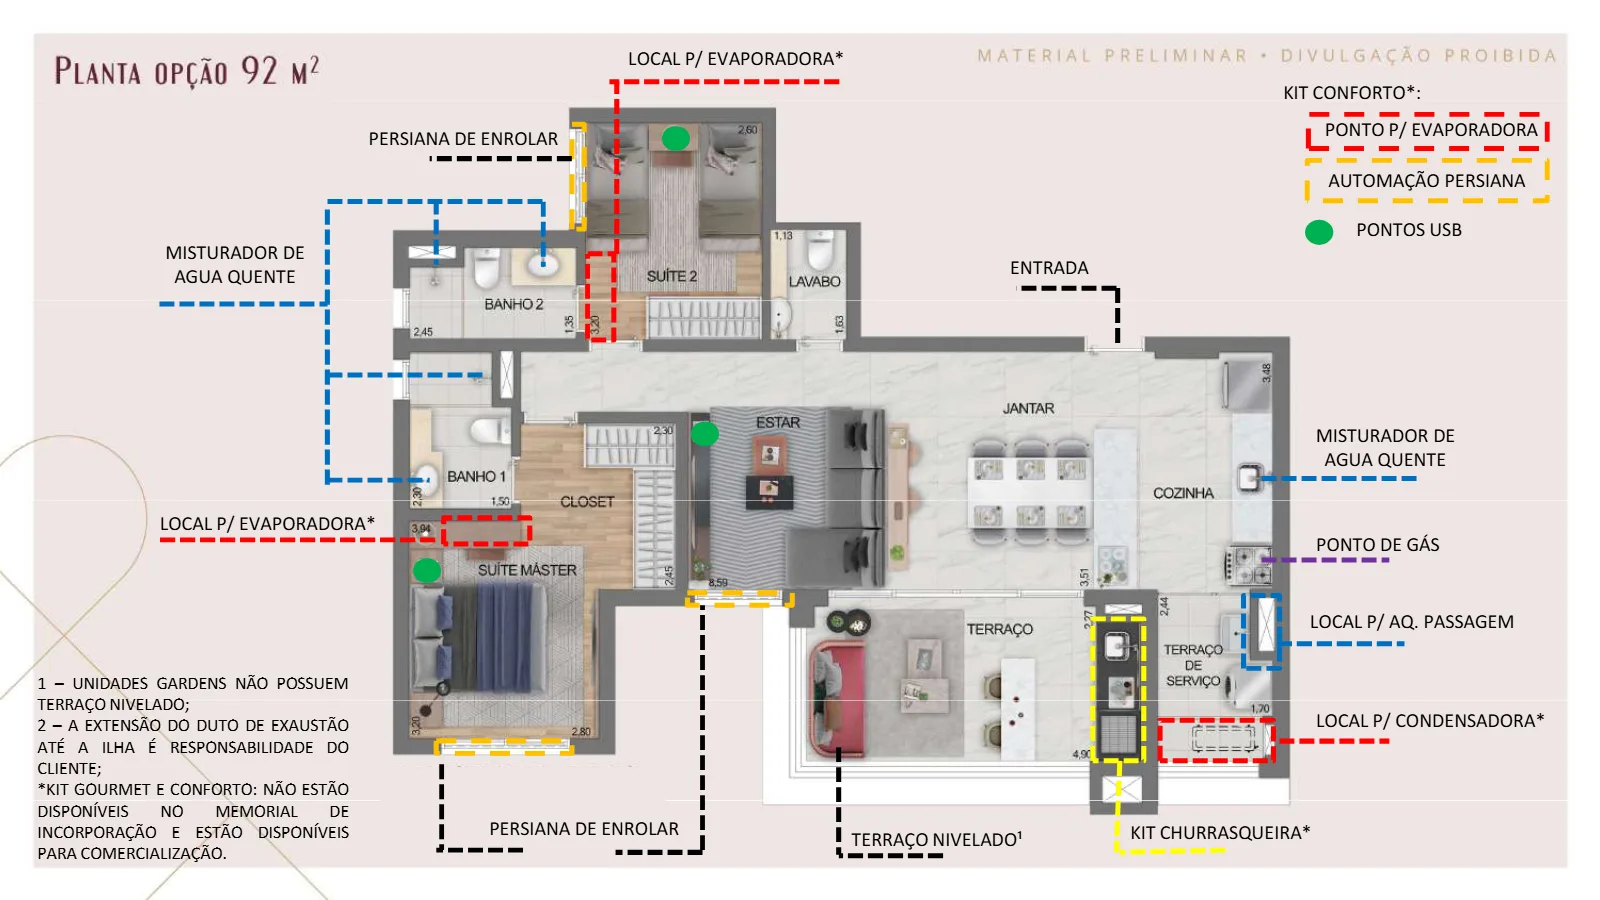 PLANTA OPÇÃO 92 M²
MATERIAL PRELIMINAR • DIVULGAÇÃO PROIBIDA
LOCAL P/ EVAPORADORA*
KIT CONFORTO*:
PONTO P/ EVAPORADORA
AUTOMAÇÃO PERSIANA
PONTOS USB
PERSIANA DE ENROLAR
2,60
MISTURADOR DE
AGUA QUENTE
SUÍTE 2
3,20
BANHO 2
2,45
1,35
1,13
LAVABO
1,63
ENTRADA
3,48
JANTAR
ESTAR
COZINHA
8,59
3,51
MISTURADOR DE
AGUA QUENTE
PONTO DE GÁS
LOCAL P/ AQ. PASSAGEM
LOCAL P/ CONDENSADORA*
2,30
BANHO 1
2,30
1,50
CLOSET
2,45
LOCAL P/ EVAPORADORA*
3,94
SUÍTE MÁSTER
3,20
2,80
TERRAÇO
2,27
4,90
2,44
TERRAÇO
DE
SERVIÇO
1,70
1 – UNIDADES GARDENS NÃO POSSUEM
TERRAÇO NIVELADO;
2 – A EXTENSÃO DO DUTO DE EXAUSTÃO
ATÉ A ILHA É RESPONSABILIDADE DO
CLIENTE;
*KIT GOURMET E CONFORTO: NÃO ESTÃO
DISPONÍVEIS NO MEMORIAL DE
INCORPORAÇÃO E ESTÃO DISPONÍVEIS
PARA COMERCIALIZAÇÃO.
PERSIANA DE ENROLAR
TERRAÇO NIVELADO¹
KIT CHURRASQUEIRA*